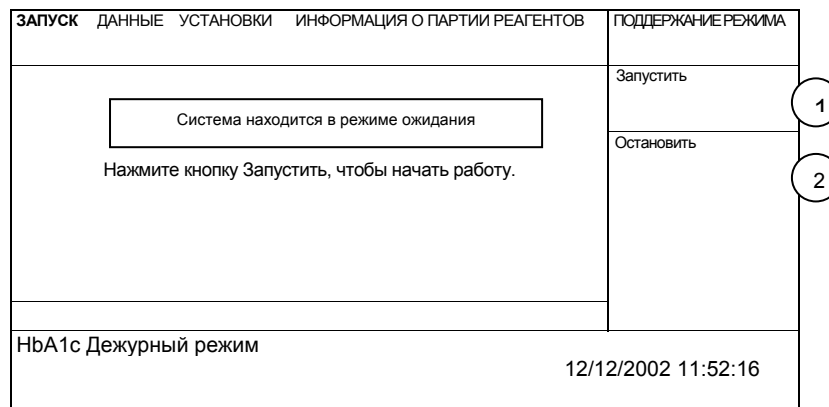 ЗАПУСК ДАННЫЕ УСТАНОВКИ ИНФОРМАЦИЯ О ПАРТИИ РЕАГЕНТОВ ПОДДЕРЖАНИЕ РЕЖИМА
Запустить
1
Система находится в режиме ожидания
Остановить
Нажмите кнопку Запустить, чтобы начать работу.
2
HbA1c Дежурный режим
12/12/2002 11:52:16